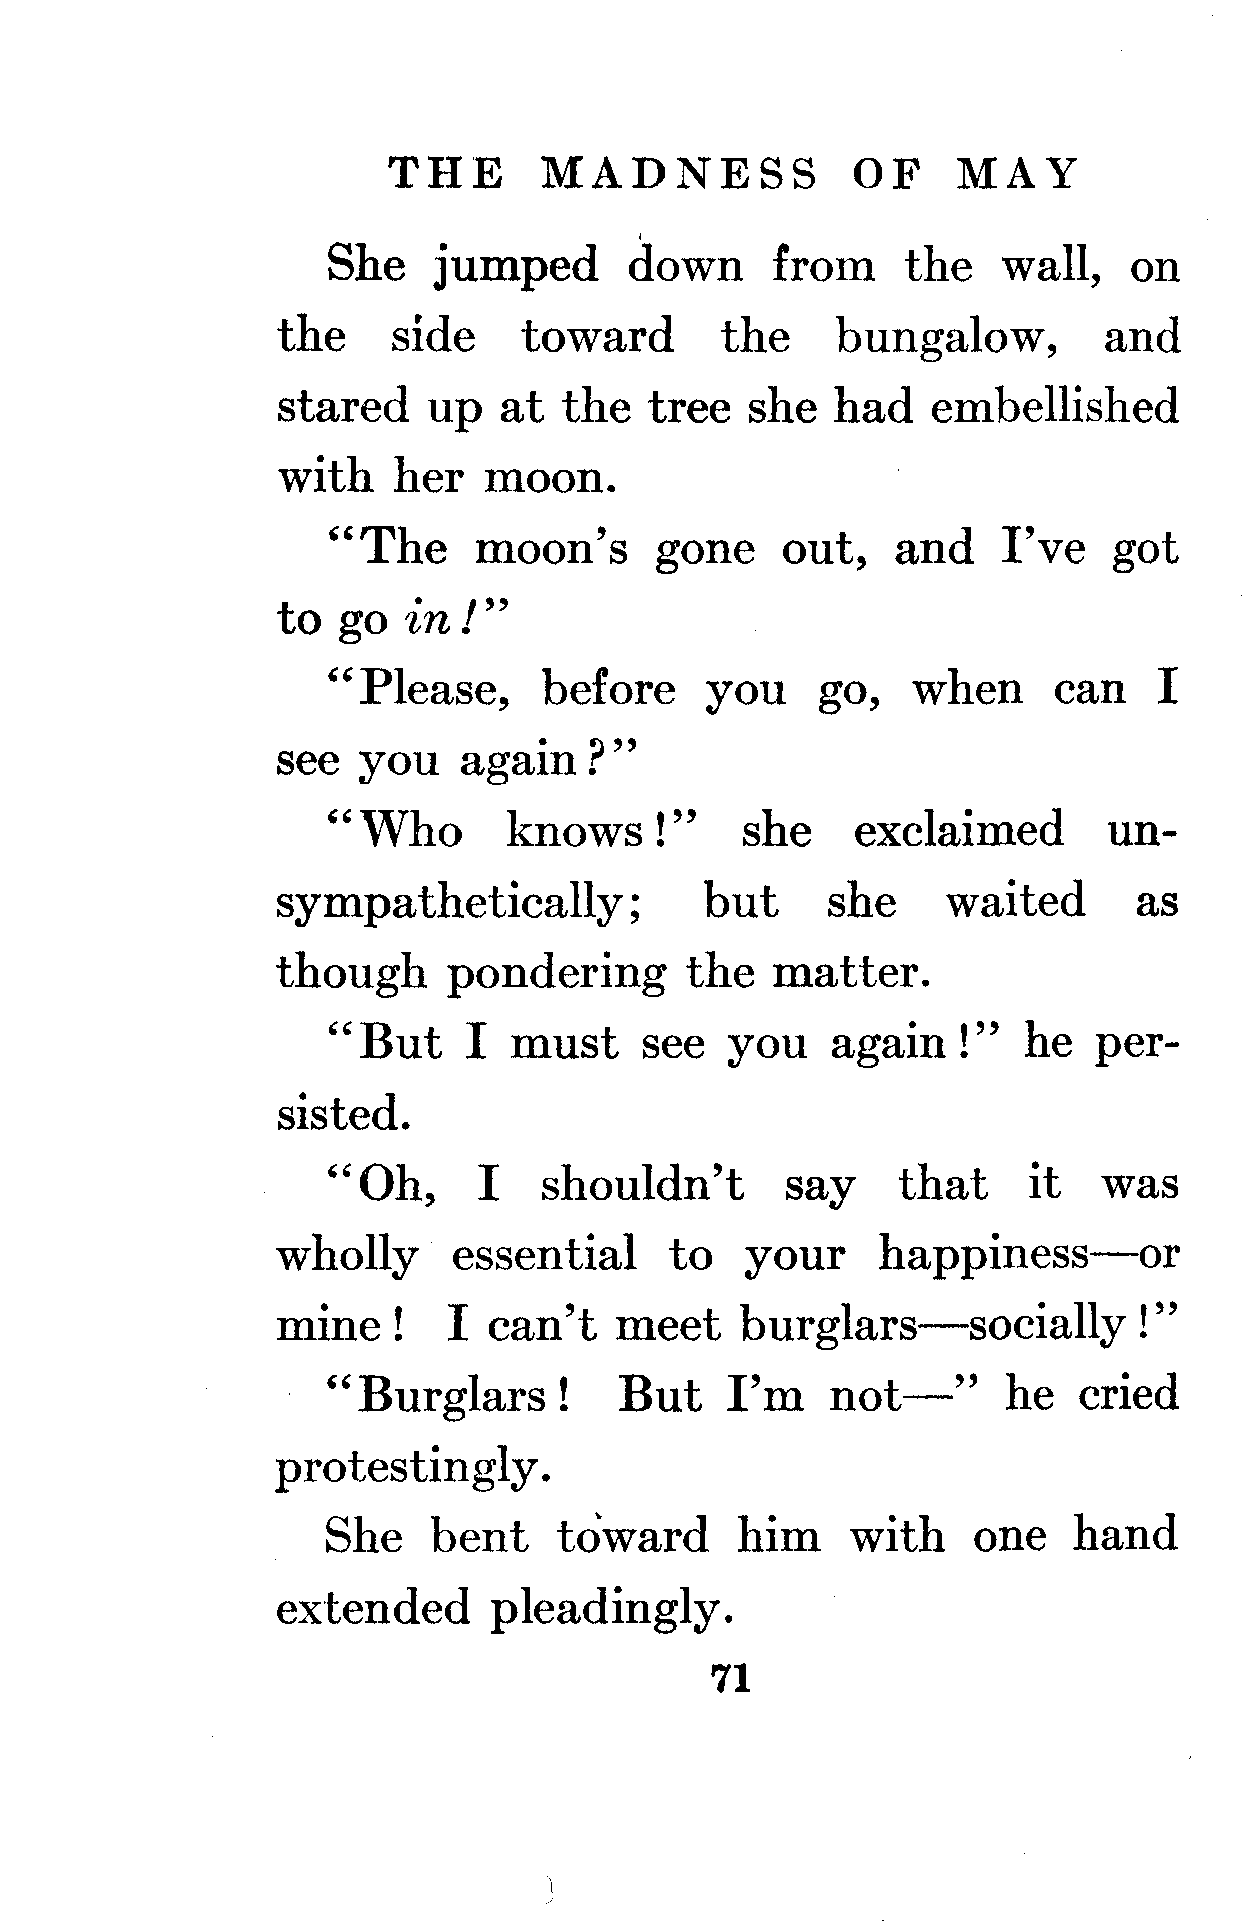 THE MADNESS OF MAY
She jumped down from the wall, on
the side toward the bungalow, and
stared up at the tree she had embellished
with her moon.
“The moon’s gone out, and I’ve got
to go in!”
“Please, before you go, when can I
see you again?”
“Who knows!” she exclaimed un-
sympathetically; but she waited as
though pondering the matter.
“But I must see you again!” he per-
sisted.
“Oh, I shouldn’t say that it was
wholly essential to your happiness—or
mine! I can’t meet burglars—socially!”
“Burglars! But I’m not—” he cried
protestingly.
She bent toward him with one hand
extended pleadingly.
71